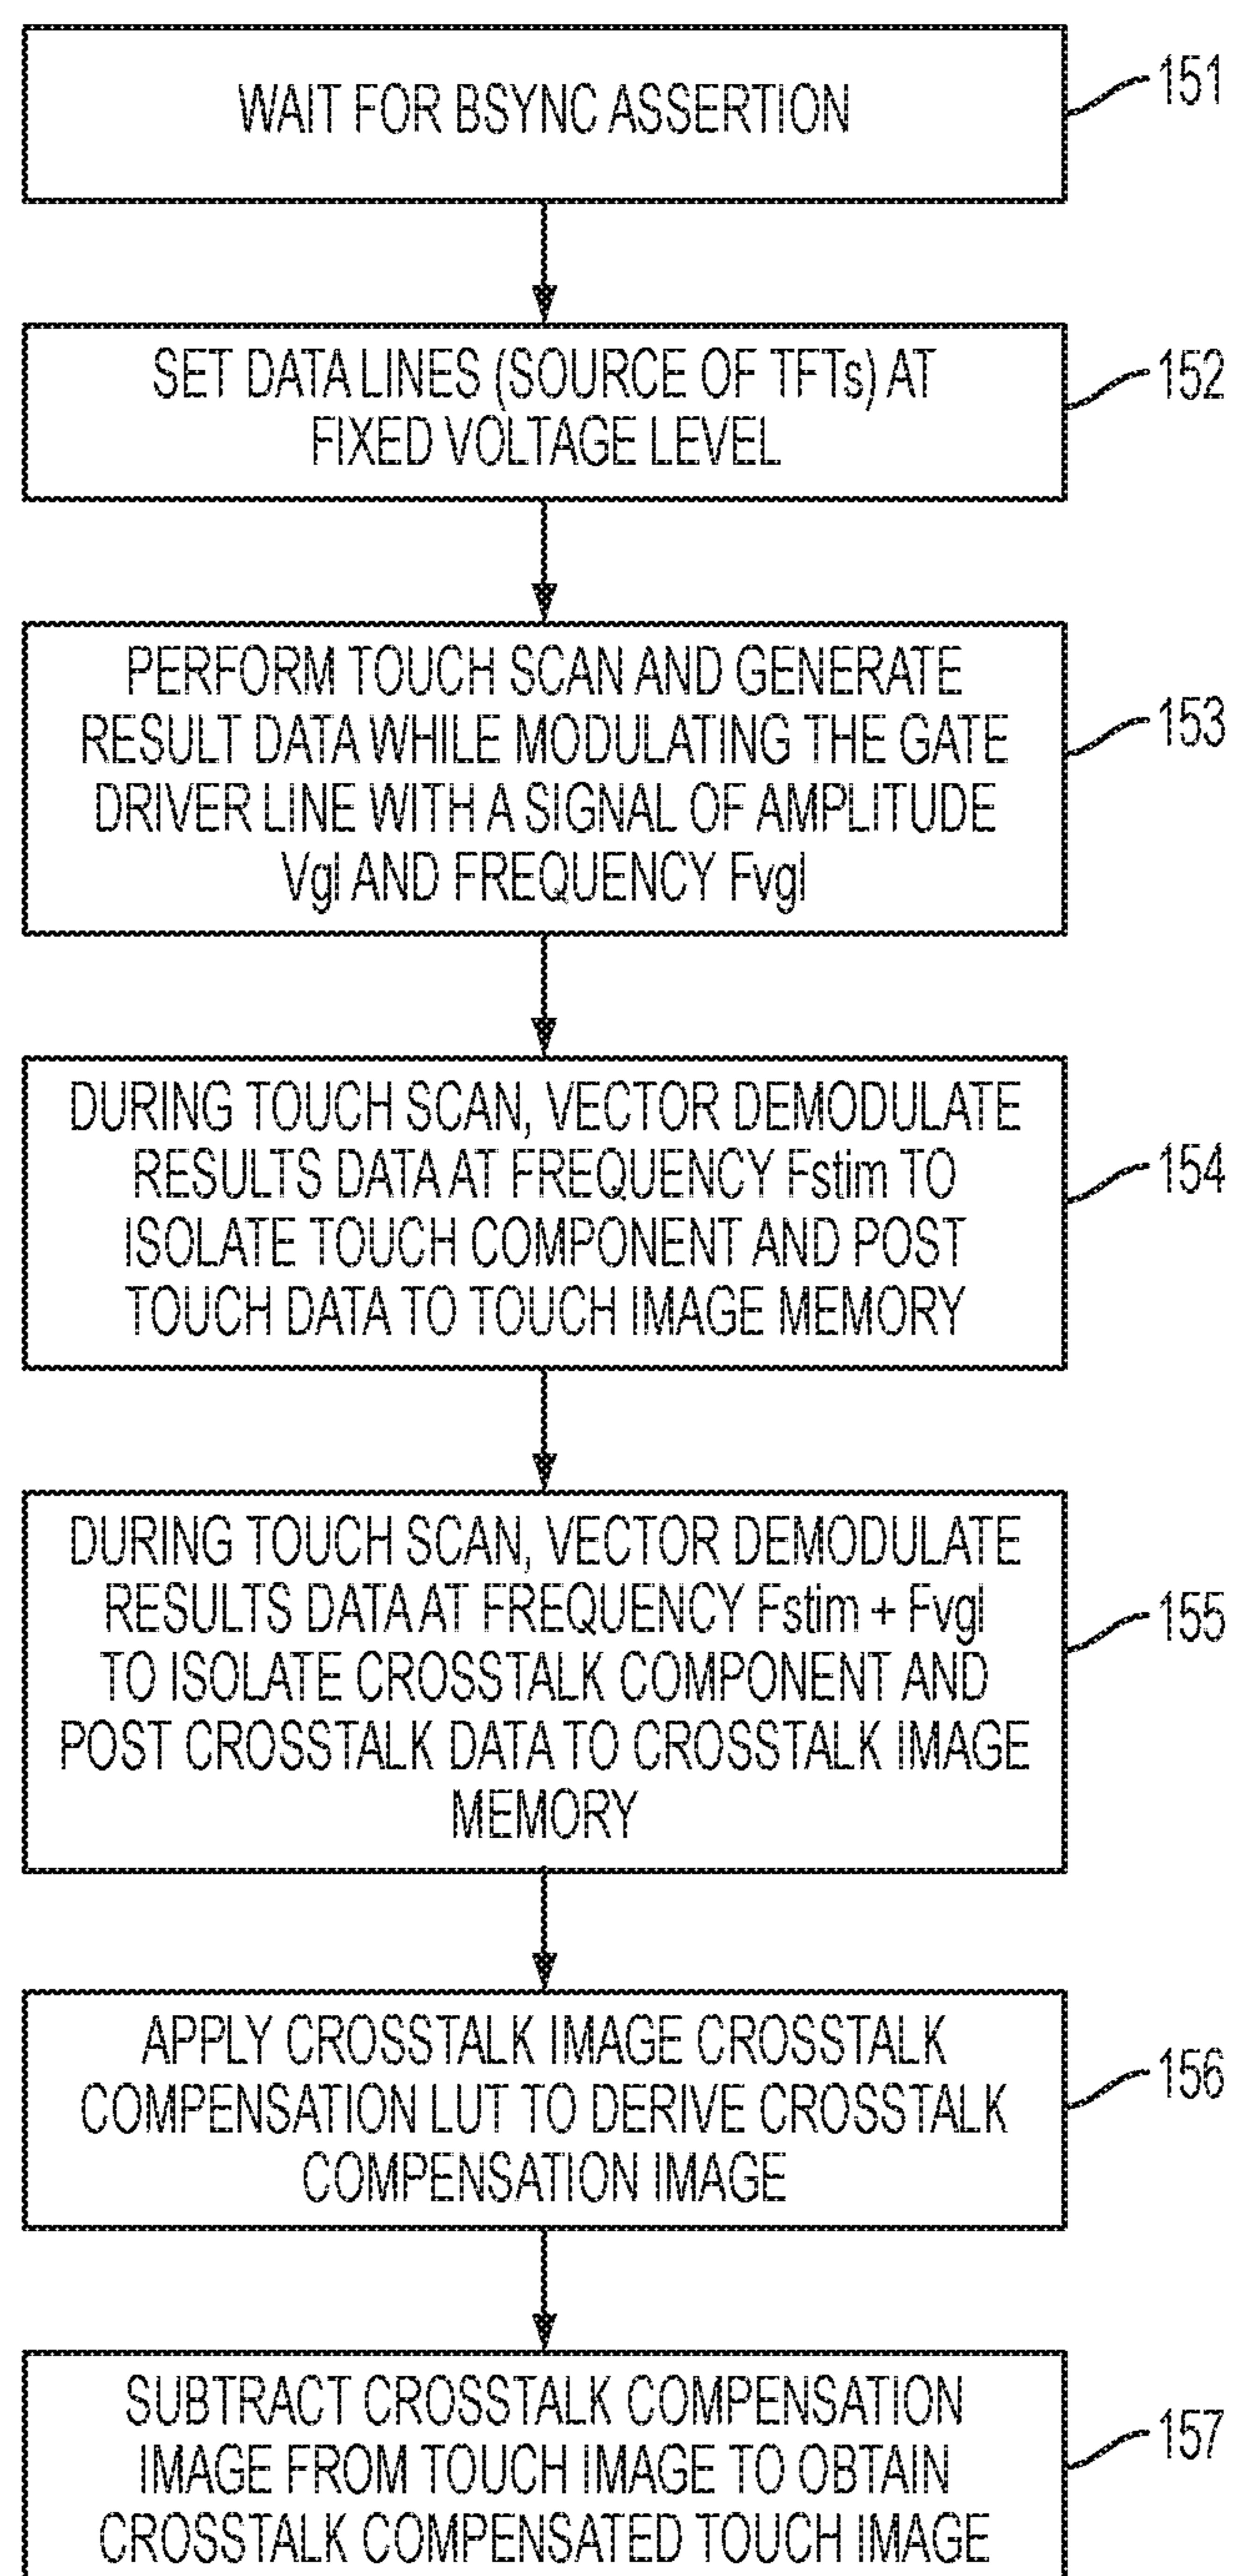 WAIT FOR BSYNC ASSERTION
151
SET DATA LINES (SOURCE OF TFTs) AT
FIXED VOLTAGE LEVEL
152
PERFORM TOUCH SCAN AND GENERATE
RESULT DATA WHILE MODULATING THE GATE
DRIVER LINE WITH A SIGNAL OF AMPLITUDE
Vgl AND FREQUENCY Fvgl
153
DURING TOUCH SCAN, VECTOR DEMODULATE
RESULTS DATA AT FREQUENCY Fstim TO
ISOLATE TOUCH COMPONENT AND POST
TOUCH DATA TO TOUCH IMAGE MEMORY
154
DURING TOUCH SCAN, VECTOR DEMODULATE
RESULTS DATA AT FREQUENCY Fstim + Fvgl
TO ISOLATE CROSSTALK COMPONENT AND
POST CROSSTALK DATA TO CROSSTALK IMAGE
MEMORY
155
APPLY CROSSTALK IMAGE CROSSTALK
COMPENSATION LUT TO DERIVE CROSSTALK
COMPENSATION IMAGE
156
SUBTRACT CROSSTALK COMPENSATION
IMAGE FROM TOUCH IMAGE TO OBTAIN
CROSSTALK COMPENSATED TOUCH IMAGE
157